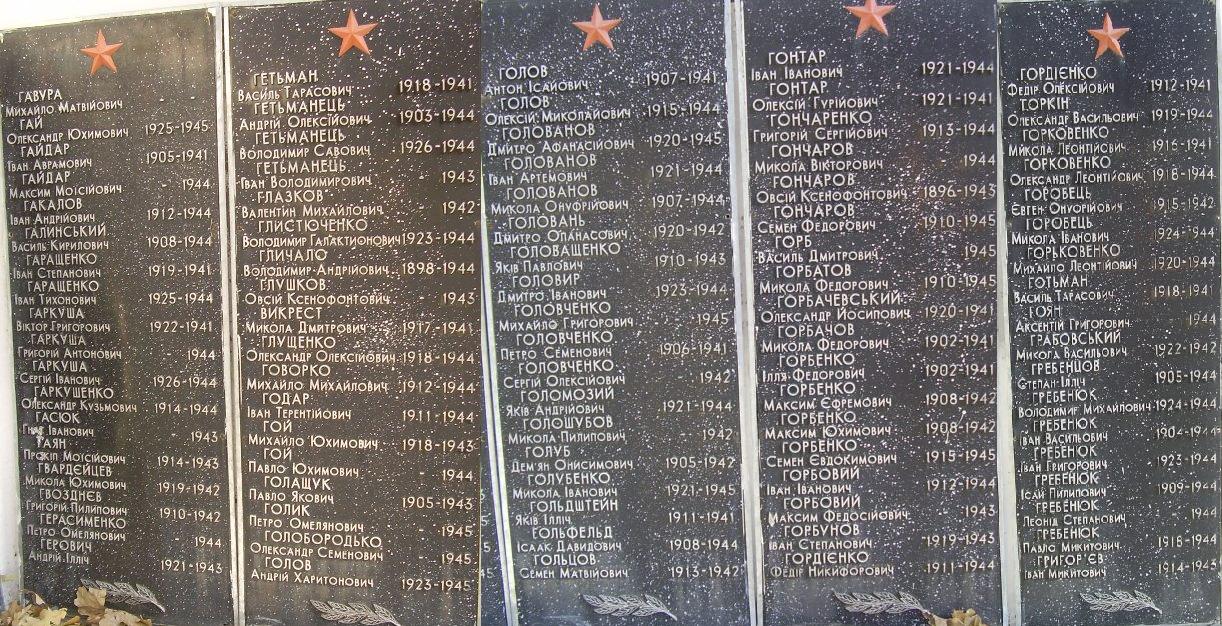 ГАВУРА
Михайло Матвійович
ГАЙ
Олександр Юхимович 1925-1945
ГАЙДАР
Іван Аврамович 1905-1941
ГАЙДАР
Максим Моісійович - 1944
ГАКАЛОВ
Іван Андрійович 1912-1944
ГАЛИНСЬКИЙ
Василь Кирилович 1908-1944
ГАРАЩЕНКО
Іван Степанович 1919-1941
ГАРАЩЕНКО
Іван Тихонович 1925-1944
ГАРКУША
Віктор Григорович 1922-1941
ГАРКУША
Григорій Антонович 1944
ГАРКУША
Сергій Іванович 1926-1944
ГАРКУШЕНКО
Олександр Кузьмович 1914-1944
ГАСЮК
Іванович 1943
ГАЯН
Прокіп Моісійович 1914-1943
ГВАРДЄЙЦЕВ
Микола Юхимович 1919-1942
ГВОЗДНЄВ
Григорій Пилипович 1910-1942
ГЕРАСИМЕНКО
Петро Омелянович - 1944
ГЕРОВИЧ
Андрій Ілліч 1921-1943
ГЕТЬМАН
Василь Тарасович 1918-1941
ГЕТЬМАНЕЦЬ
Андрій Олексійович 1903-1944
ГЕТЬМАНЕЦЬ
Володимир Савович 1926-1944
ГЕТЬМАНЕЦЬ
Іван Володимирович - 1943
ГЛАЗКОВ
Валентин Михайлович 1942
ГЛИСТЮЧЕНКО
Володимир Галактионович 1923-1944
ГЛИЧАЛО
Володимир Андрійович 1898-1944
ГЛУШКОВ
Овсій Ксенофонтович - 1943
ВИКРЕСТ
Микола Дмитрович 1917-1941
ГЛУЩЕНКО
Олександр Олексійович 1918-1944
ГОВОРКО
Михайло Михайлович 1912-1944
ГОДАР
Іван Терентійович 1911-1944
ГОЙ
Михайло Юхимович 1918-1943
ГОЙ
Павло Юхимович - 1944
ГОЛАЩУК
Павло Якович 1905-1943
ГОЛИК
Петро Омелянович 1945
ГОЛОБОРОДЬКО
Олександр Семенович - 1945
ГОЛОВ
Андрій Харитонович 1923-1945
ГОЛОВ
Антон Ісайович 1907-1941
ГОЛОВ
Олексій Миколайович 1915-1944
ГОЛОВАНОВ
Дмитро Афанасійович 1920-1945
ГОЛОВАНОВ
Іван Артемович 1921-1944
ГОЛОВАНОВ
Микола Онуфрійович 1907-1944
ГОЛОВАНЬ
Дмитро Опанасович 1920-1942
ГОЛОВАЩЕНКО
Яків Павлович 1910-1943
ГОЛОВИР
Дмитро Іванович 1923-1944
ГОЛОВЧЕНКО
Михайло Григорович 1945
ГОЛОВЧЕНКО
Петро Семенович 1906-1941
ГОЛОВЧЕНКО
Сергій Олексійович 1942
ГОЛОМОЗИЙ
Яків Андрійович 1921-1944
ГОЛОШУБОВ
Микола Пилипович 1942
ГОЛУБ
Дем'ян Онисимович 1905-1942
ГОЛУБЕНКО
Микола Іванович 1921-1945
ГОЛЬДШТЕЙН
Яків Ілліч 1911-1941
ГОЛЬФЕЛЬД
Ісаак Давидович 1908-1944
ГОЛЬЦОВ
Семен Матвійович 1913-1942
ГОНТАР
Іван Іванович 1921-1944
ГОНТАР
Олексій Гурійович 1921-1941
ГОНЧАРЕНКО
Григорій Сергійович 1913-1944
ГОНЧАРОВ
Микола Вікторович 1944
ГОНЧАРОВ
Овсій Ксенофонтович 1896-1943
ГОНЧАРОВ
Семен Федорович 1910-1945
ГОРБ
Василь Дмитрович 1945
ГОРБАТОВ
Микола Федорович 1910-1945
ГОРБАЧЕВСЬКИЙ
Олександр Йосипович 1920-1941
ГОРБАЧОВ
Микола Федорович 1902-1941
ГОРБЕНКО
Ілля Федорович 1902-1941
ГОРБЕНКО
Максим Єфремович 1908-1942
ГОРБЕНКО
Максим Юхимович 1908-1942
ГОРБЕНКО
Семен Євдокимович 1915-1945
ГОРБОВИЙ
Іван Іванович 1912-1944
ГОРБОВИЙ
Максим Федосійович 1943
ГОРБУНОВ
Іван Степанович 1919-1943
ГОРДІЄНКО
Федір Никифорович 1911-1944
ГОРДІЄНКО
Федір Олексійович 1912-1941
ГОРКІН
Олександр Васильович 1919-1944
ГОРКОВЕНКО
Микола Леонтійович 1916-1941
ГОРКОВЕНКО
Олександр Леонтійович 1918-1944
ГОРОБЕЦЬ
Євген Онуорійович 1915-1942
ГОРОБЕЦЬ
Микола Іванович 1924-1944
ГОРЬКОВЕНКО
Михайло Леонтійович 1920-1944
ГОТЬМАН
Василь Тарасович 1918-1941
ГОЯН
Аксентій Григорович 1944
ГРАБОВСЬКИЙ
Микола Васильович 1922-1942
ГРЕБЕНЦОВ
Степан Ілліч 1905-1944
ГРЕБЕНЮК
Володимир Михайлович 1924-1944
ГРЕБЕНЮК
Іван Васильович 1904-1944
ГРЕБЕНЮК
Іван Григорович 1923-1944
ГРЕБЕНЮК
Ісай Пилипович 1909-1944
ГРЕБЕНЮК
Леонід Степанович 1944
ГРЕБЕНЮК
Павло Микитович 1918-1944
ГРИГОР'ЄВ
Іван Микитович 1914-1943